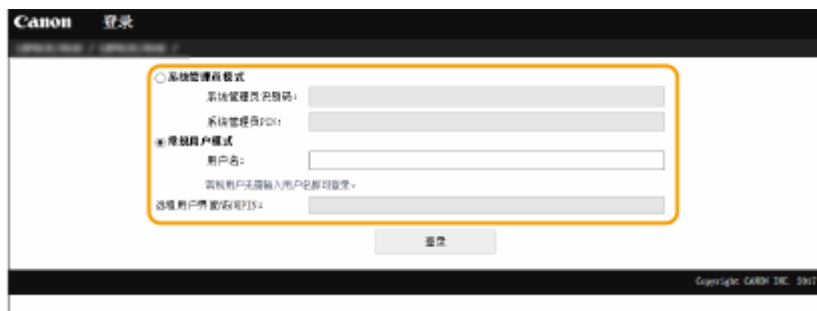 Canon 登录
系统管理员模式
系统管理员识别码:
系统管理员PIN:
常规用户模式
用户名:
常规用户无需输入用户名即可登录。
远程用户界面访问PIN:
登录
Copyright CANON INC. 2017